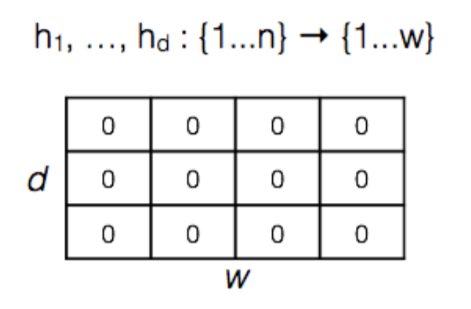 h₁, ..., h_d : {1...n} → {1...w}
0 0 0 0
d 0 0 0 0
0 0 0 0
w